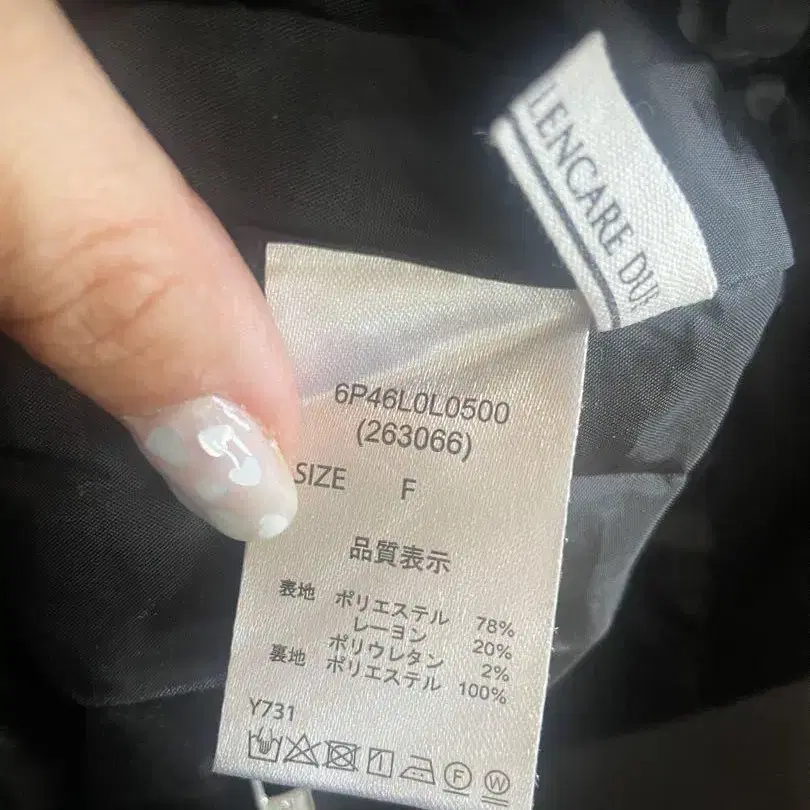 LENCARE DU
6P46L0L0500
(263066)
SIZE F
品質表示
表地 ポリエステル 78%
レーヨン 20%
ポリウレタン 2%
裏地 ポリエステル 100%
Y731
F W